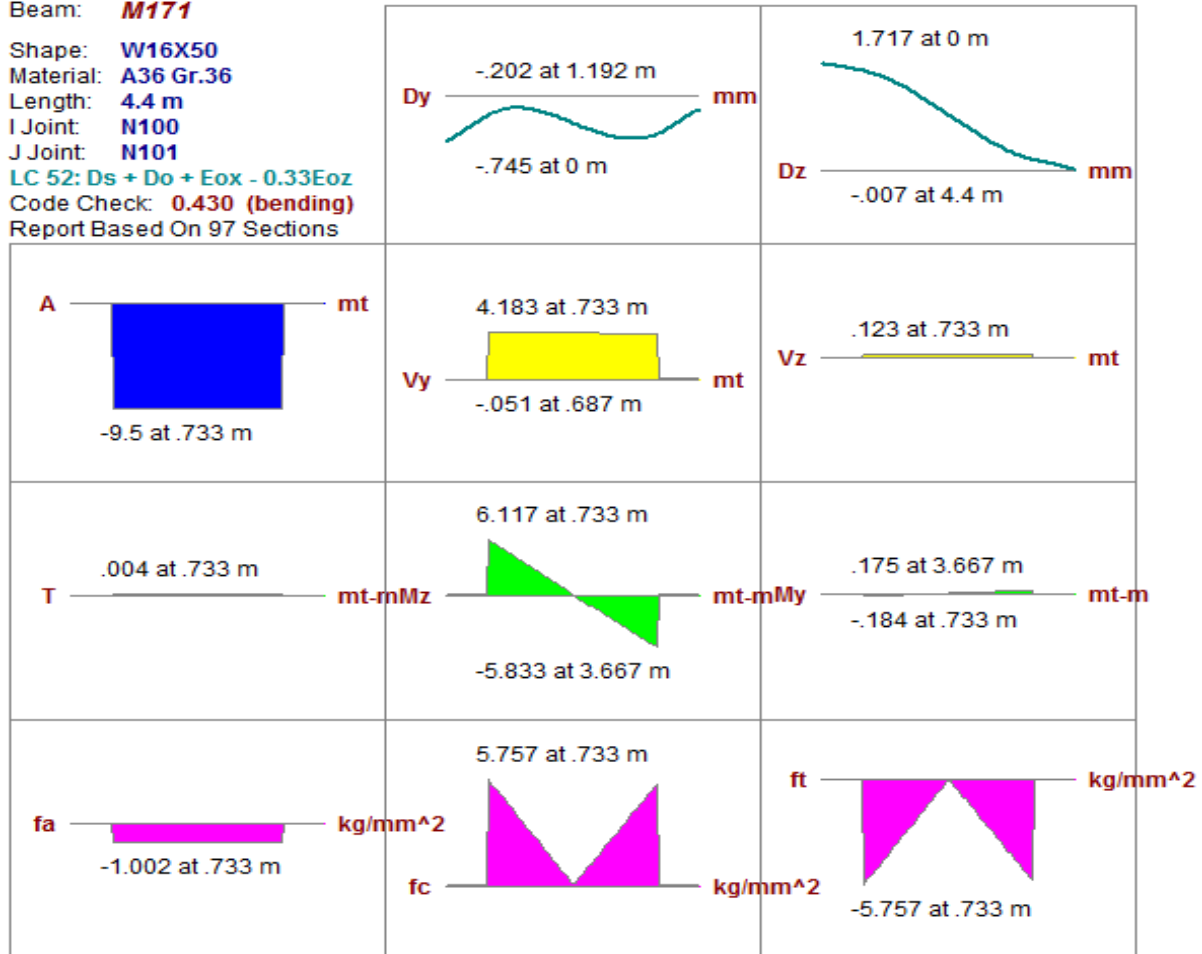 Beam: M171
Shape: W16X50
Material: A36 Gr.36
Length: 4.4 m
I Joint: N100
J Joint: N101
LC 52: Ds + Do + Eox - 0.33Eoz
Code Check: 0.430 (bending)
Report Based On 97 Sections
-.202 at 1.192 m
Dy mm
-.745 at 0 m
1.717 at 0 m
Dz mm
-.007 at 4.4 m
A mt
-9.5 at .733 m
4.183 at .733 m
Vy mt
-.051 at .687 m
.123 at .733 m
Vz mt
.004 at .733 m
T mt-m
6.117 at .733 m
Mz mt-m
-5.833 at 3.667 m
.175 at 3.667 m
My mt-m
-.184 at .733 m
fa kg/mm^2
-1.002 at .733 m
5.757 at .733 m
fc kg/mm^2
ft kg/mm^2
-5.757 at .733 m